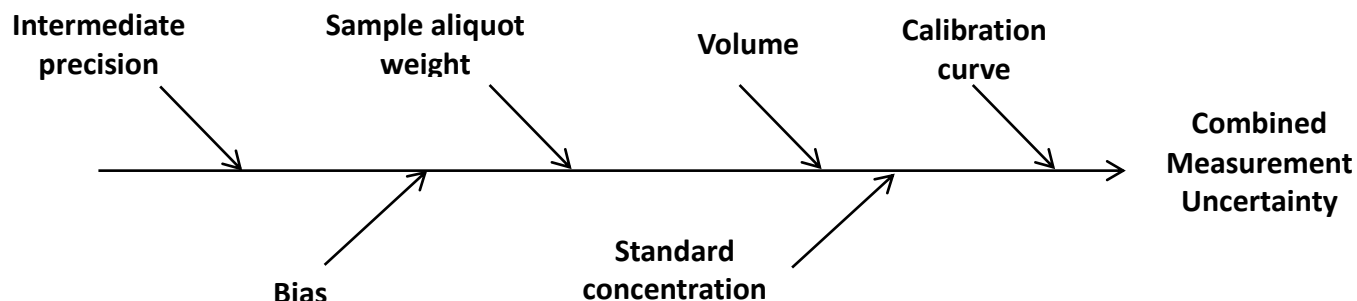 Intermediate
precision
Sample aliquot
weight
Volume
Calibration
curve
Combined
Measurement
Uncertainty
Bias
Standard
concentration